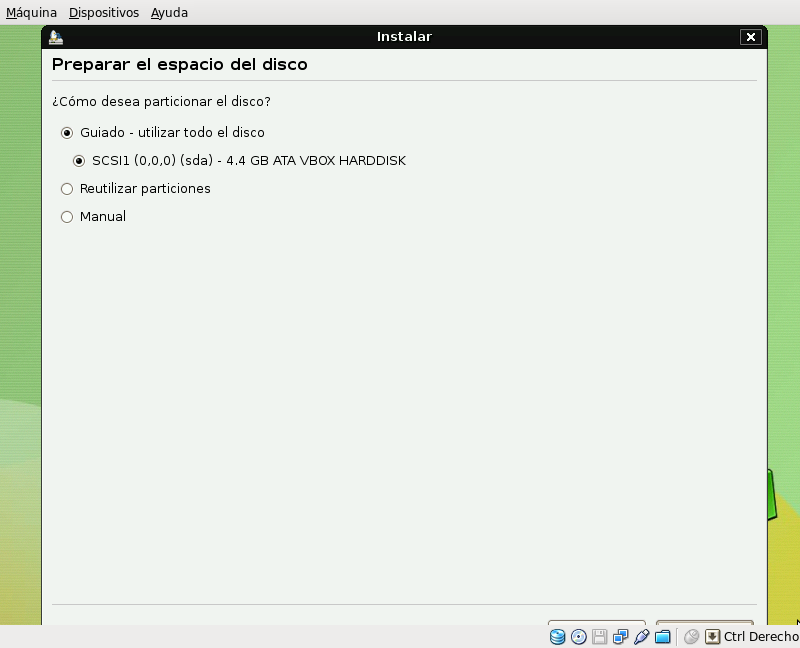 Máquina Dispositivos Ayuda
Instalar
Preparar el espacio del disco
¿Cómo desea particionar el disco?
Guiado - utilizar todo el disco
SCSI1 (0,0,0) (sda) - 4.4 GB ATA VBOX HARDDISK
Reutilizar particiones
Manual
Ctrl Derecho